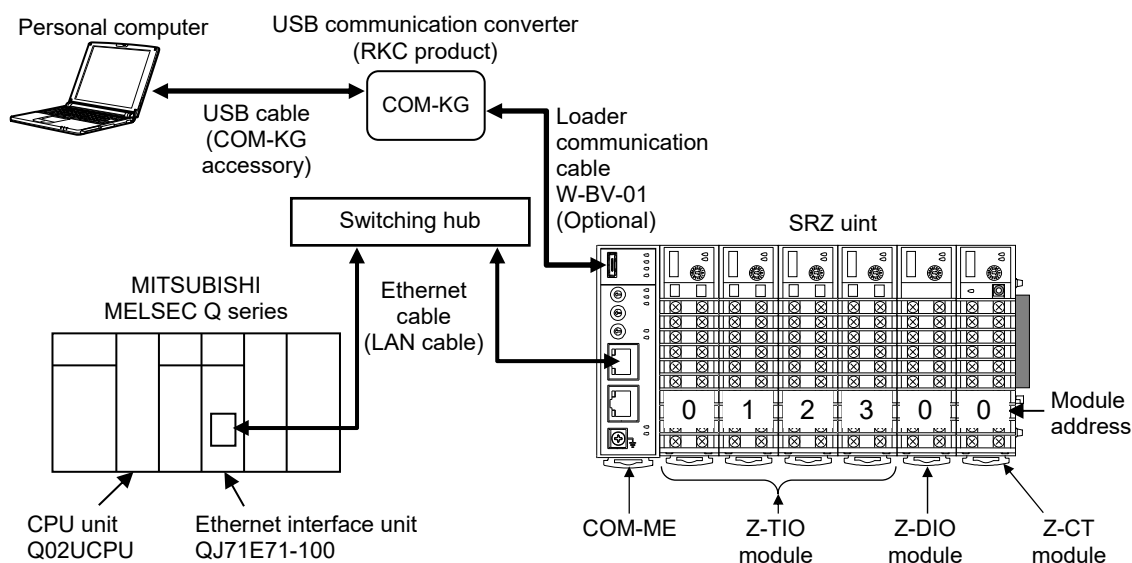 Personal computer
USB communication converter
(RKC product)
COM-KG
USB cable
(COM-KG
accessory)
Loader
communication
cable
W-BV-01
(Optional)
Switching hub
SRZ uint
MITSUBISHI
MELSEC Q series
Ethernet
cable
(LAN cable)
0 1 2 3 0 0
Module
address
CPU unit
Q02UCPU
Ethernet interface unit
QJ71E71-100
COM-ME
Z-TIO
module
Z-DIO
module
Z-CT
module